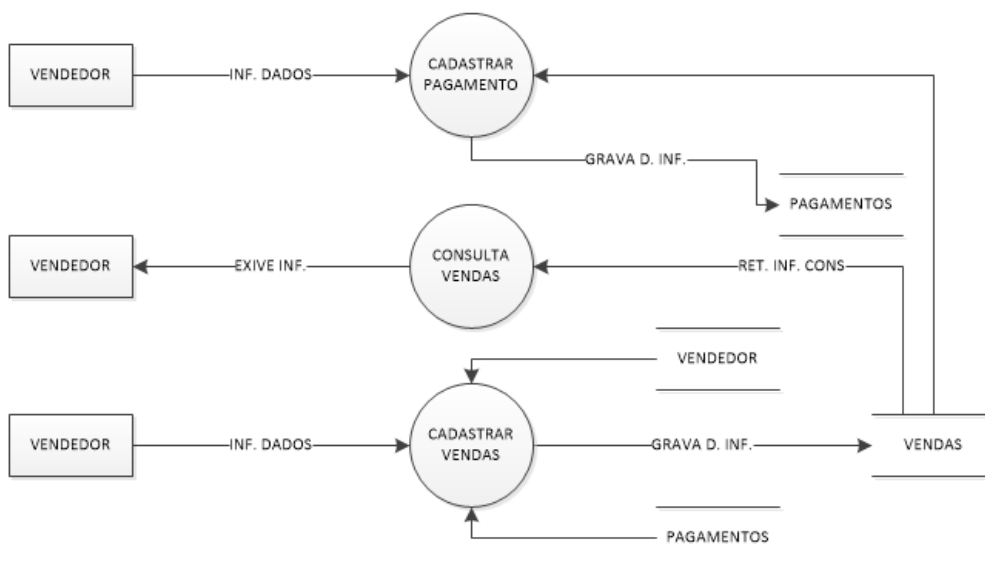 VENDEDOR
INF. DADOS
CADASTRAR
PAGAMENTO
GRAVA D. INF.
PAGAMENTOS
VENDEDOR
EXIVE INF.
CONSULTA
VENDAS
RET. INF. CONS
VENDEDOR
VENDEDOR
INF. DADOS
CADASTRAR
VENDAS
GRAVA D. INF.
VENDAS
PAGAMENTOS